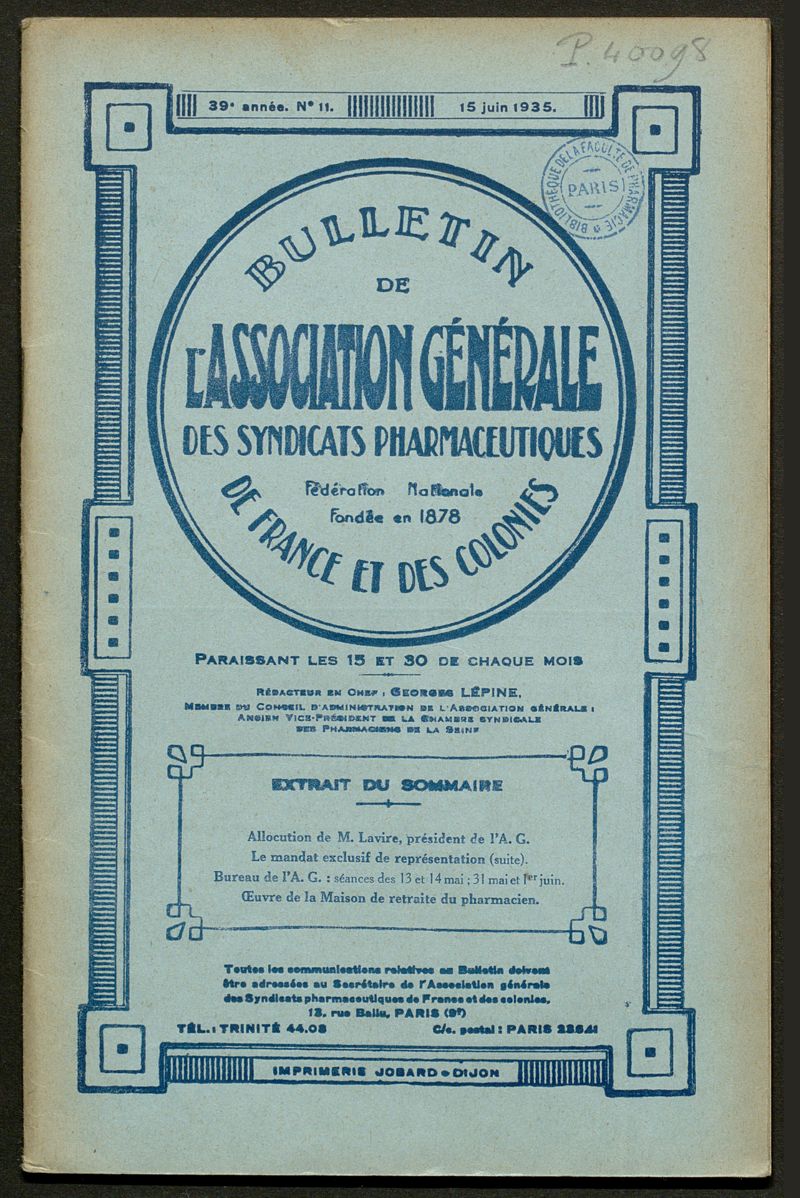 P. 40098
39e année. N° 11. 15 juin 1935.
BIBLIOTHÈQUE DE LA FACULTÉ DE PHARMACIE
PARIS
BULLETIN
DE
L'ASSOCIATION GÉNÉRALE
DES SYNDICATS PHARMACEUTIQUES
Fédération Nationale
Fondée en 1878
DE FRANCE ET DES COLONIES
PARAISSANT LES 15 ET 30 DE CHAQUE MOIS
RÉDACTEUR EN CHEF : GEORGES LÉPINE,
MEMBRE DU CONSEIL D'ADMINISTRATION DE L'ASSOCIATION GÉNÉRALE ;
ANCIEN VICE-PRÉSIDENT DE LA CHAMBRE SYNDICALE
DES PHARMACIENS DE LA SEINE
EXTRAIT DU SOMMAIRE
Allocution de M. Lavire, président de l'A. G.
Le mandat exclusif de représentation (suite).
Bureau de l'A. G. : séances des 13 et 14 mai ; 31 mai et 1er juin.
Œuvre de la Maison de retraite du pharmacien.
Toutes les communications relatives au Bulletin doivent
être adressées au Secrétaire de l'Association générale
des Syndicats pharmaceutiques de France et des colonies,
13, rue Ballu, PARIS (9e)
TÉL. : TRINITÉ 44.08 C/c. postal : PARIS 22641
IMPRIMERIE JOBARD • DIJON